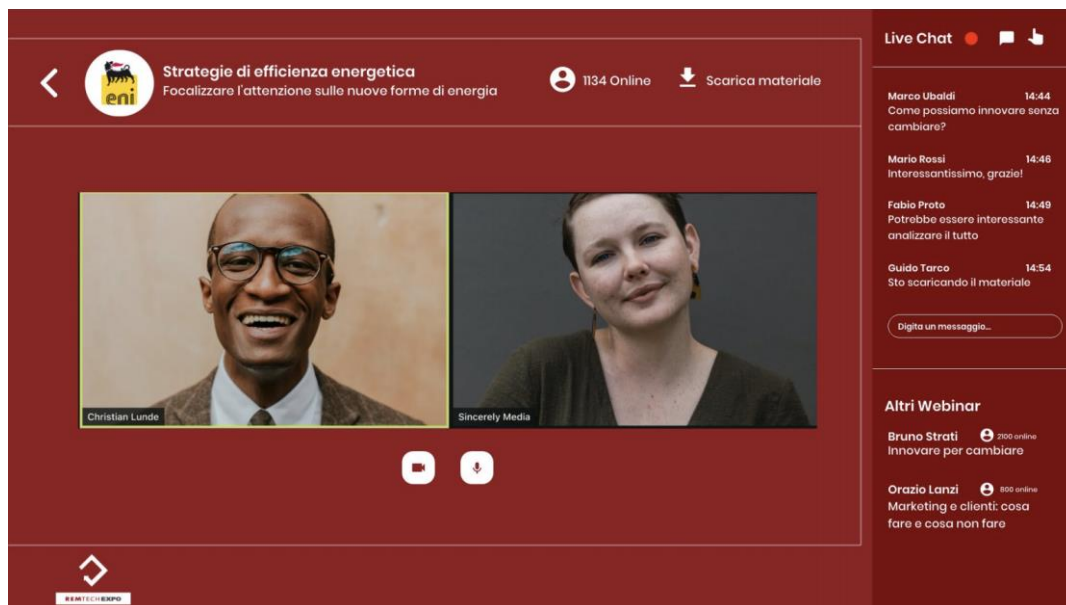 eni
Strategie di efficienza energetica
Focalizzare l'attenzione sulle nuove forme di energia
1134 Online
Scarica materiale
Christian Lunde
Sincerely Media
REMTECH EXPO
Live Chat
Marco Ubaldi 14:44
Come possiamo innovare senza
cambiare?
Mario Rossi 14:46
Interessantissimo, grazie!
Fabio Proto 14:49
Potrebbe essere interessante
analizzare il tutto
Guido Tarco 14:54
Sto scaricando il materiale
Digita un messaggio...
Altri Webinar
Bruno Strati 2100 online
Innovare per cambiare
Orazio Lanzi 800 online
Marketing e clienti: cosa
fare e cosa non fare